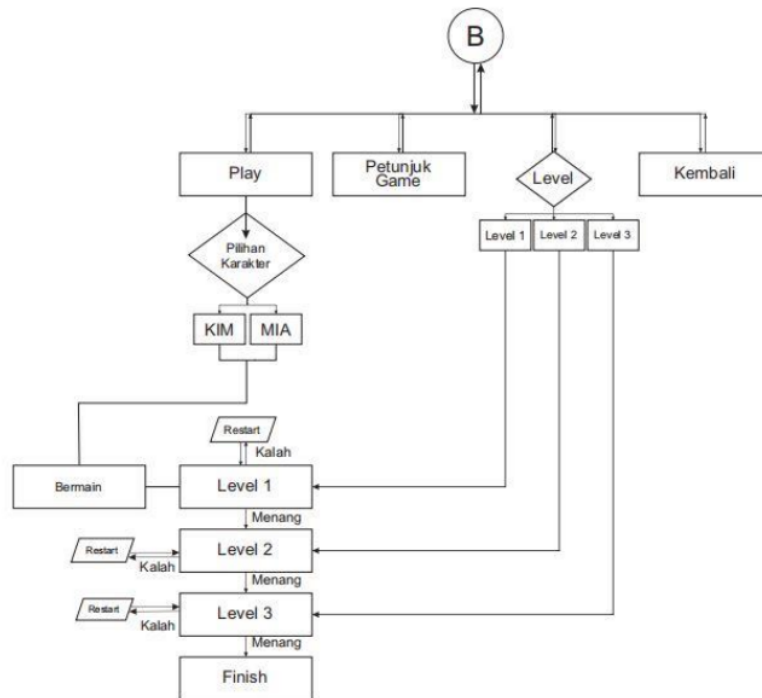 B
Play
Petunjuk
Game
Level
Kembali
Level 1
Level 2
Level 3
Pilihan
Karakter
KIM
MIA
Restart
Kalah
Bermain
Level 1
Menang
Restart
Kalah
Level 2
Menang
Restart
Kalah
Level 3
Menang
Finish